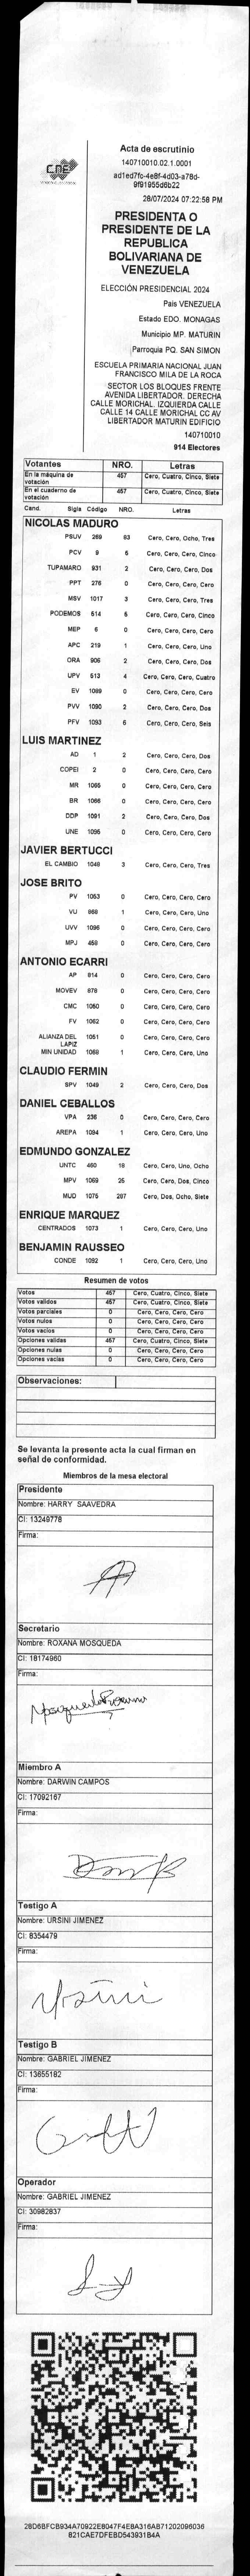 CNE
Acta de escrutinio
140710010.02.1.0001
ad1ed7fc-4e8f-4d03-a78d-
9f91955d6b22
28/07/2024 07:22:58 PM
PRESIDENTA O
PRESIDENTE DE LA
REPUBLICA
BOLIVARIANA DE
VENEZUELA
ELECCIÓN PRESIDENCIAL 2024
Pais VENEZUELA
Estado EDO. MONAGAS
Municipio MP. MATURIN
Parroquia PQ. SAN SIMON
ESCUELA PRIMARIA NACIONAL JUAN
FRANCISCO MILA DE LA ROCA
SECTOR LOS BLOQUES FRENTE
AVENIDA LIBERTADOR. DERECHA
CALLE MORICHAL. IZQUIERDA CALLE
CALLE 14 CALLE MORICHAL CC AV
LIBERTADOR MATURIN EDIFICIO
140710010
914 Electores
Votantes NRO. Letras
En la máquina de votación 457 Cero, Cuatro, Cinco, Siete
En el cuaderno de votación 457 Cero, Cuatro, Cinco, Siete
Cand. Sigla Código NRO. Letras
NICOLAS MADURO
PSUV 269 83 Cero, Cero, Ocho, Tres
PCV 9 5 Cero, Cero, Cero, Cinco
TUPAMARO 931 2 Cero, Cero, Cero, Dos
PPT 276 0 Cero, Cero, Cero, Cero
MSV 1017 3 Cero, Cero, Cero, Tres
PODEMOS 514 5 Cero, Cero, Cero, Cinco
MEP 6 0 Cero, Cero, Cero, Cero
APC 219 1 Cero, Cero, Cero, Uno
ORA 906 2 Cero, Cero, Cero, Dos
UPV 513 4 Cero, Cero, Cero, Cuatro
EV 1089 0 Cero, Cero, Cero, Cero
PVV 1090 2 Cero, Cero, Cero, Dos
PFV 1093 6 Cero, Cero, Cero, Seis
LUIS MARTINEZ
AD 1 2 Cero, Cero, Cero, Dos
COPEI 2 0 Cero, Cero, Cero, Cero
MR 1065 0 Cero, Cero, Cero, Cero
BR 1066 0 Cero, Cero, Cero, Cero
DDP 1091 2 Cero, Cero, Cero, Dos
UNE 1095 0 Cero, Cero, Cero, Cero
JAVIER BERTUCCI
EL CAMBIO 1048 3 Cero, Cero, Cero, Tres
JOSE BRITO
PV 1053 0 Cero, Cero, Cero, Cero
VU 968 1 Cero, Cero, Cero, Uno
UVV 1096 0 Cero, Cero, Cero, Cero
MPJ 458 0 Cero, Cero, Cero, Cero
ANTONIO ECARRI
AP 814 0 Cero, Cero, Cero, Cero
MOVEV 878 0 Cero, Cero, Cero, Cero
CMC 1050 0 Cero, Cero, Cero, Cero
FV 1062 0 Cero, Cero, Cero, Cero
ALIANZA DEL LAPIZ 1051 0 Cero, Cero, Cero, Cero
MIN UNIDAD 1068 1 Cero, Cero, Cero, Uno
CLAUDIO FERMIN
SPV 1049 2 Cero, Cero, Cero, Dos
DANIEL CEBALLOS
VPA 236 0 Cero, Cero, Cero, Cero
AREPA 1094 1 Cero, Cero, Cero, Uno
EDMUNDO GONZALEZ
UNTC 460 18 Cero, Cero, Uno, Ocho
MPV 1069 25 Cero, Cero, Dos, Cinco
MUD 1075 287 Cero, Dos, Ocho, Siete
ENRIQUE MARQUEZ
CENTRADOS 1073 1 Cero, Cero, Cero, Uno
BENJAMIN RAUSSEO
CONDE 1092 1 Cero, Cero, Cero, Uno
Resumen de votos
Votos 457 Cero, Cuatro, Cinco, Siete
Votos validos 457 Cero, Cuatro, Cinco, Siete
Votos parciales 0 Cero, Cero, Cero, Cero
Votos nulos 0 Cero, Cero, Cero, Cero
Votos vacios 0 Cero, Cero, Cero, Cero
Opciones validas 457 Cero, Cuatro, Cinco, Siete
Opciones nulas 0 Cero, Cero, Cero, Cero
Opciones vacias 0 Cero, Cero, Cero, Cero
Observaciones:
Se levanta la presente acta la cual firman en
señal de conformidad.
Miembros de la mesa electoral
Presidente
Nombre: HARRY SAAVEDRA
CI: 13249778
Firma:
Secretario
Nombre: ROXANA MOSQUEDA
CI: 18174960
Firma:
Miembro A
Nombre: DARWIN CAMPOS
CI: 17092167
Firma:
Testigo A
Nombre: URSINI JIMENEZ
CI: 8354479
Firma:
Testigo B
Nombre: GABRIEL JIMENEZ
CI: 13655182
Firma:
Operador
Nombre: GABRIEL JIMENEZ
CI: 30982837
Firma:
28D6BFCB934A70922E8047F4E8A316AB71202096036
821CAE7DFEBD543931B4A